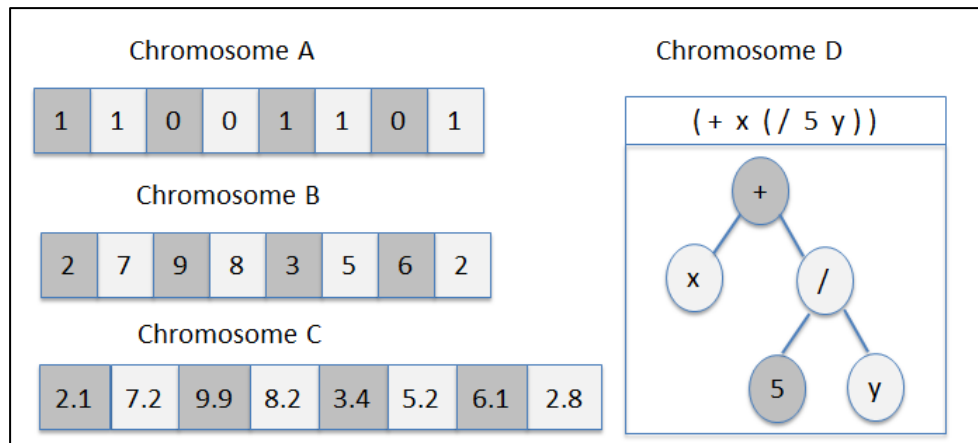 Chromosome A
1 1 0 0 1 1 0 1
Chromosome B
2 7 9 8 3 5 6 2
Chromosome C
2.1 7.2 9.9 8.2 3.4 5.2 6.1 2.8
Chromosome D
(+ x (/ 5 y))
+
x /
5 y